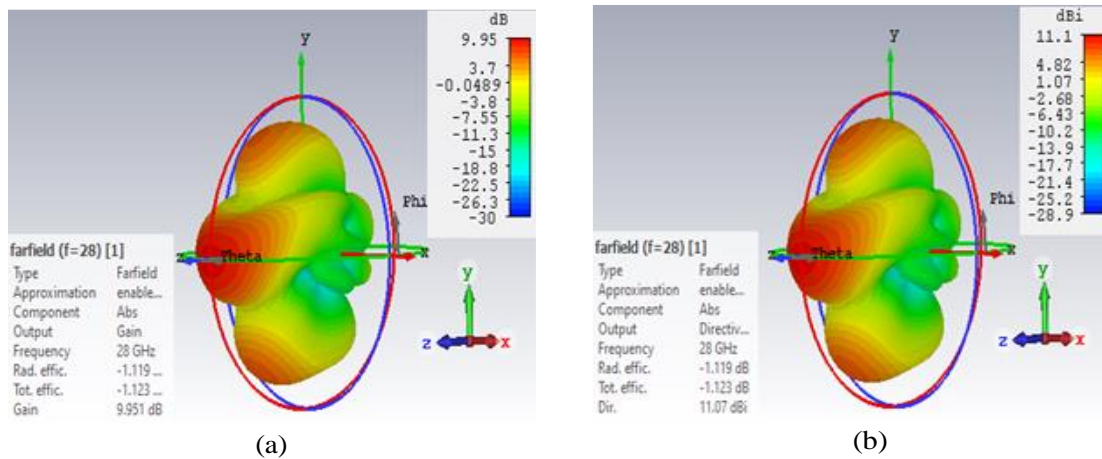 dB
9.95
3.7
-0.0489
-3.8
-7.55
-11.3
-15
-18.8
-22.5
-26.3
-30
y
Phi
z
Theta
x
farfield (f=28) [1]
Type Farfield
Approximation enable...
Component Abs
Output Gain
Frequency 28 GHz
Rad. effic. -1.119 ...
Tot. effic. -1.123 ...
Gain 9.951 dB
y
z
x
(a)
dBi
11.1
4.82
1.07
-2.68
-6.43
-10.2
-13.9
-17.7
-21.4
-25.2
-28.9
y
Phi
z
Theta
x
farfield (f=28) [1]
Type Farfield
Approximation enable...
Component Abs
Output Directiv...
Frequency 28 GHz
Rad. effic. -1.119 dB
Tot. effic. -1.123 dB
Dir. 11.07 dBi
y
z
x
(b)